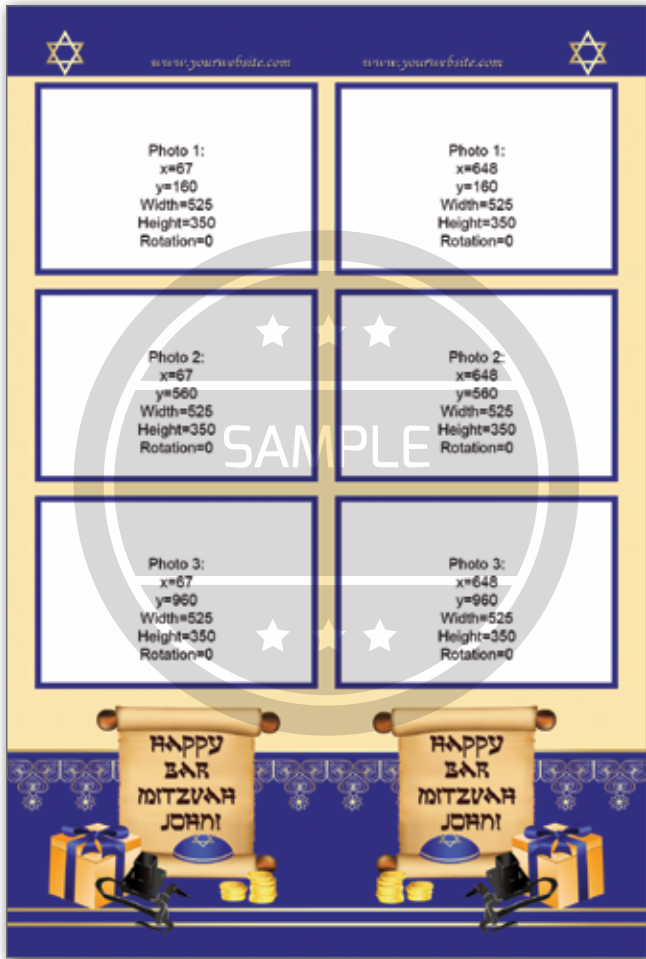 www.yourwebsite.com
www.yourwebsite.com
Photo 1:
x=67
y=160
Width=525
Height=350
Rotation=0
Photo 1:
x=648
y=160
Width=525
Height=350
Rotation=0
Photo 2:
x=67
y=560
Width=525
Height=350
Rotation=0
Photo 2:
x=648
y=560
Width=525
Height=350
Rotation=0
SAMPLE
Photo 3:
x=67
y=960
Width=525
Height=350
Rotation=0
Photo 3:
x=648
y=960
Width=525
Height=350
Rotation=0
HAPPY
BAR
MITZVAH
JOHN!
HAPPY
BAR
MITZVAH
JOHN!